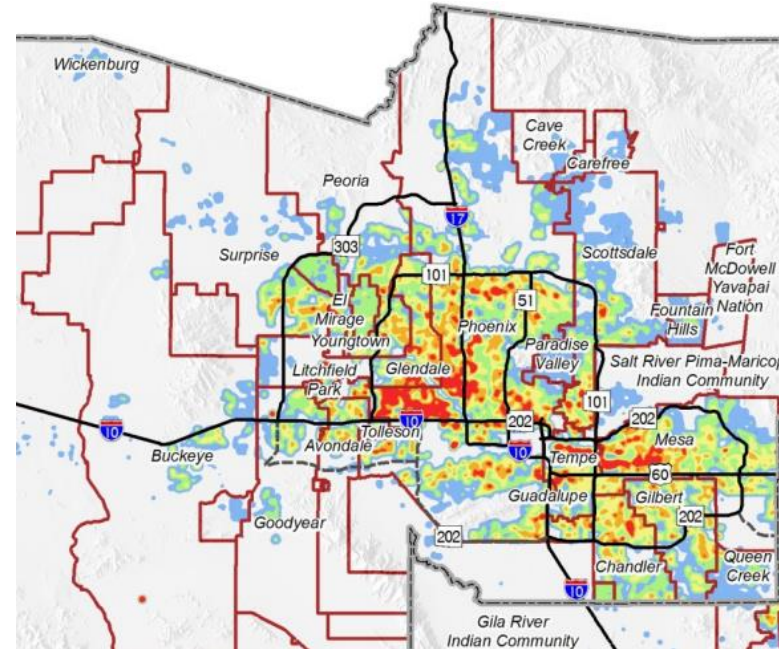 Wickenburg
Cave
Creek
Carefree
Peoria
17
303
Surprise
Scottsdale
Fort
McDowell
Yavapai
Nation
101
51
El
Mirage
Youngtown
Phoenix
Fountain
Hills
Paradise
Valley
Litchfield
Park
Glendale
Salt River Pima-Maricop
Indian Community
101
10
10
202
202
Mesa
Buckeye
Avondale
Tolleson
10
Tempe
60
Goodyear
Guadalupe
Gilbert
202
202
Chandler
Queen
Creek
10
Gila River
Indian Community